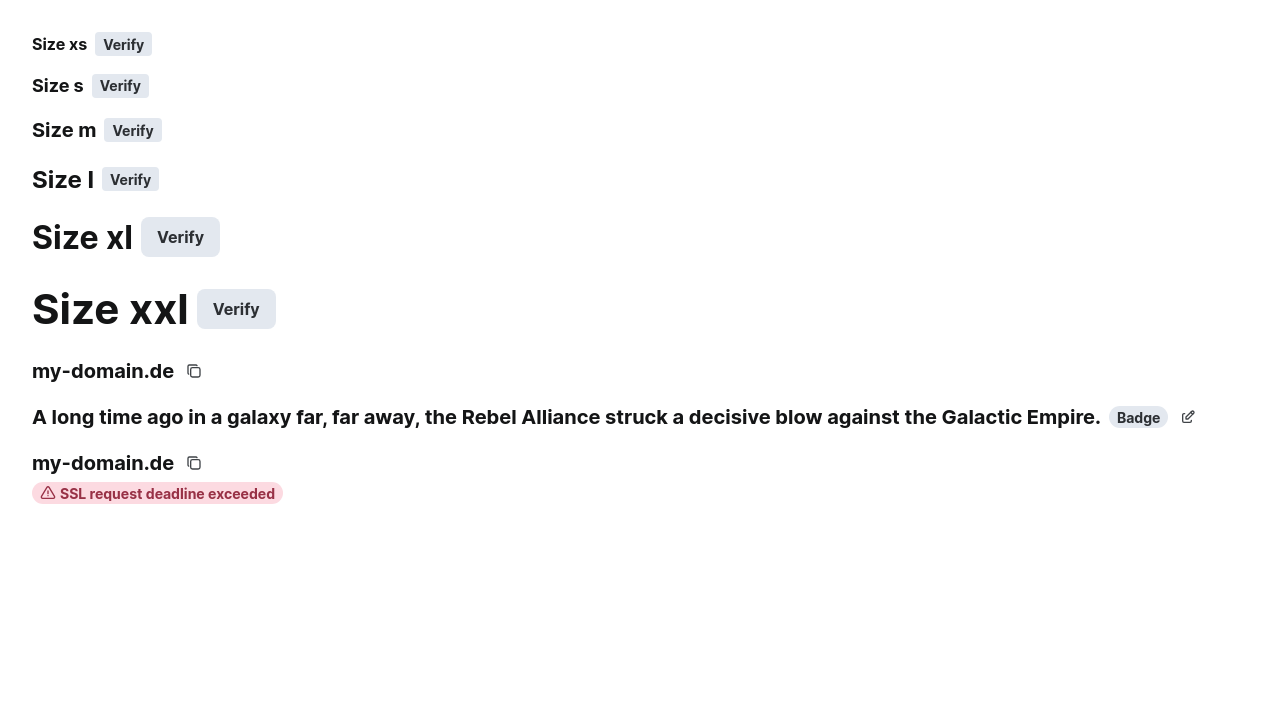 Size xs Verify
Size s Verify
Size m Verify
Size l Verify
Size xl Verify
Size xxl Verify
my-domain.de
A long time ago in a galaxy far, far away, the Rebel Alliance struck a decisive blow against the Galactic Empire. Badge
my-domain.de
SSL request deadline exceeded